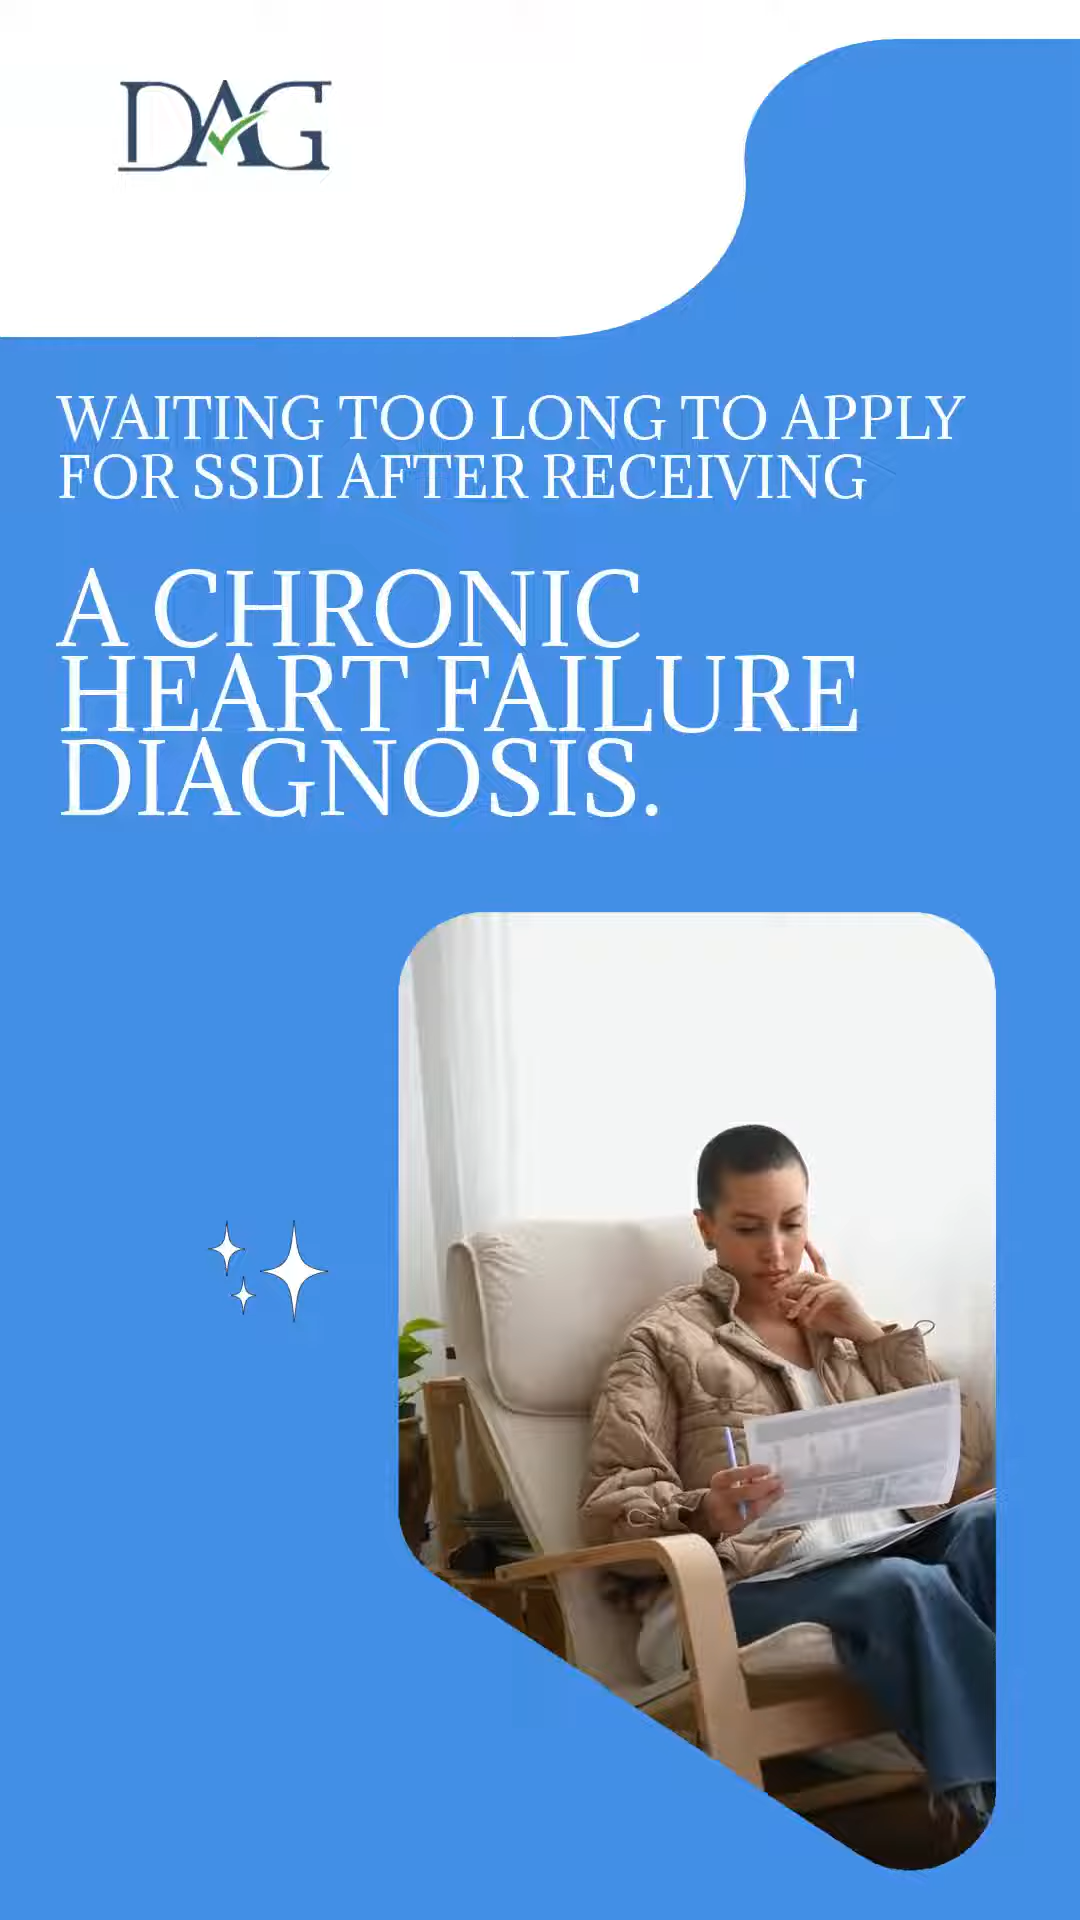 DAG
WAITING TOO LONG TO APPLY
FOR SSDI AFTER RECEIVING
A CHRONIC
HEART FAILURE
DIAGNOSIS.